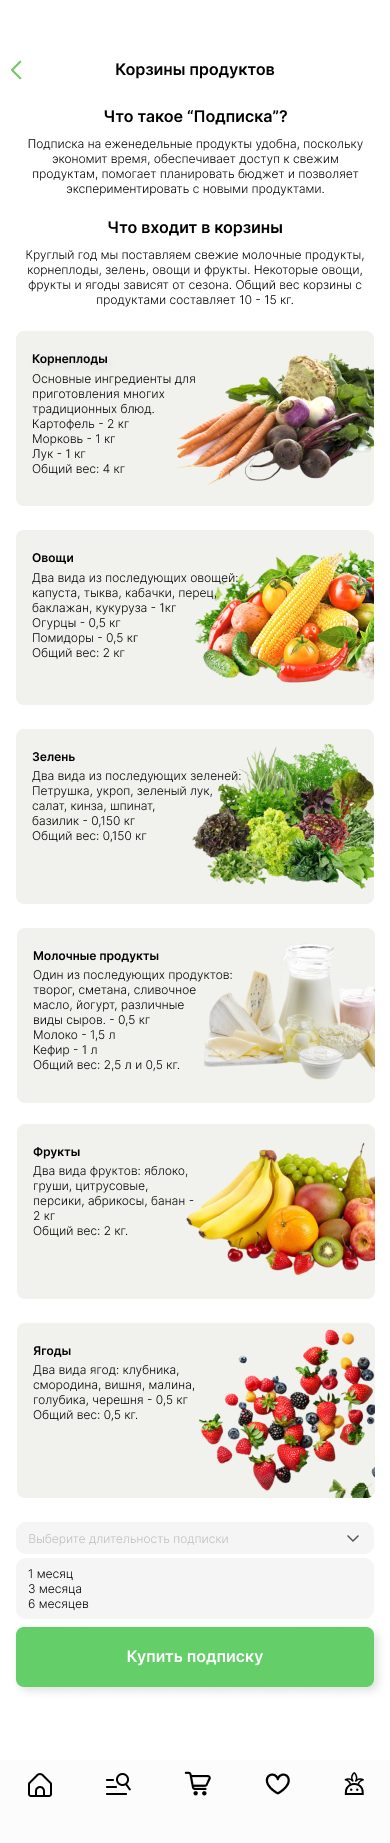 Корзины продуктов
Что такое “Подписка”?
Подписка на еженедельные продукты удобна, поскольку
экономит время, обеспечивает доступ к свежим
продуктам, помогает планировать бюджет и позволяет
экспериментировать с новыми продуктами.
Что входит в корзины
Круглый год мы поставляем свежие молочные продукты,
корнеплоды, зелень, овощи и фрукты. Некоторые овощи,
фрукты и ягоды зависят от сезона. Общий вес корзины с
продуктами составляет 10 - 15 кг.
Корнеплоды
Основные ингредиенты для
приготовления многих
традиционных блюд.
Картофель - 2 кг
Морковь - 1 кг
Лук - 1 кг
Общий вес: 4 кг
Овощи
Два вида из последующих овощей:
капуста, тыква, кабачки, перец,
баклажан, кукуруза - 1кг
Огурцы - 0,5 кг
Помидоры - 0,5 кг
Общий вес: 2 кг
Зелень
Два вида из последующих зеленей:
Петрушка, укроп, зеленый лук,
салат, кинза, шпинат,
базилик - 0,150 кг
Общий вес: 0,150 кг
Молочные продукты
Один из последующих продуктов:
творог, сметана, сливочное
масло, йогурт, различные
виды сыров. - 0,5 кг
Молоко - 1,5 л
Кефир - 1 л
Общий вес: 2,5 л и 0,5 кг.
Фрукты
Два вида фруктов: яблоко,
груши, цитрусовые,
персики, абрикосы, банан -
2 кг
Общий вес: 2 кг.
Ягоды
Два вида ягод: клубника,
смородина, вишня, малина,
голубика, черешня - 0,5 кг
Общий вес: 0,5 кг.
Выберите длительность подписки
1 месяц
3 месяца
6 месяцев
Купить подписку